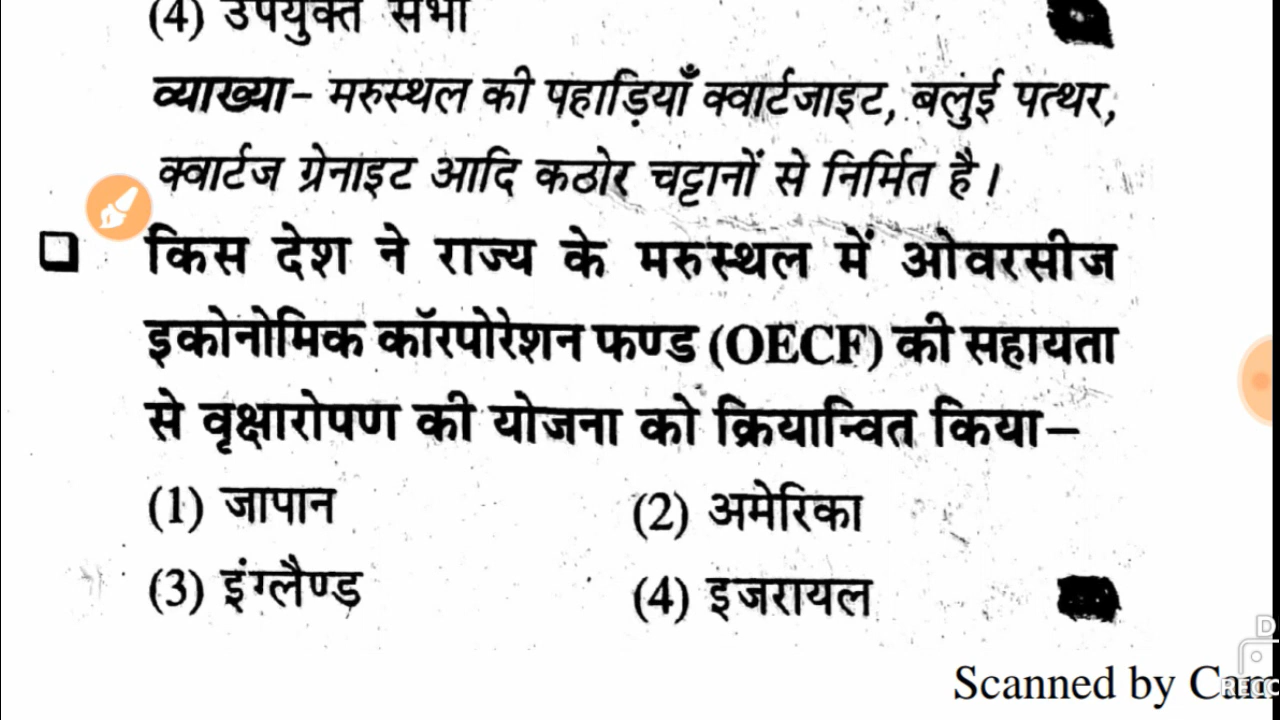 (4) उपयुक्त सभी
व्याख्या– मरुस्थल की पहाड़ियाँ क्वार्टजाइट, बलुई पत्थर,
क्वार्टज ग्रेनाइट आदि कठोर चट्टानों से निर्मित है।
किस देश ने राज्य के मरुस्थल में ओवरसीज
इकोनोमिक कॉरपोरेशन फण्ड (OECF) की सहायता
से वृक्षारोपण की योजना को क्रियान्वित किया–
(1) जापान (2) अमेरिका
(3) इंग्लैण्ड (4) इजरायल
Scanned by Cam